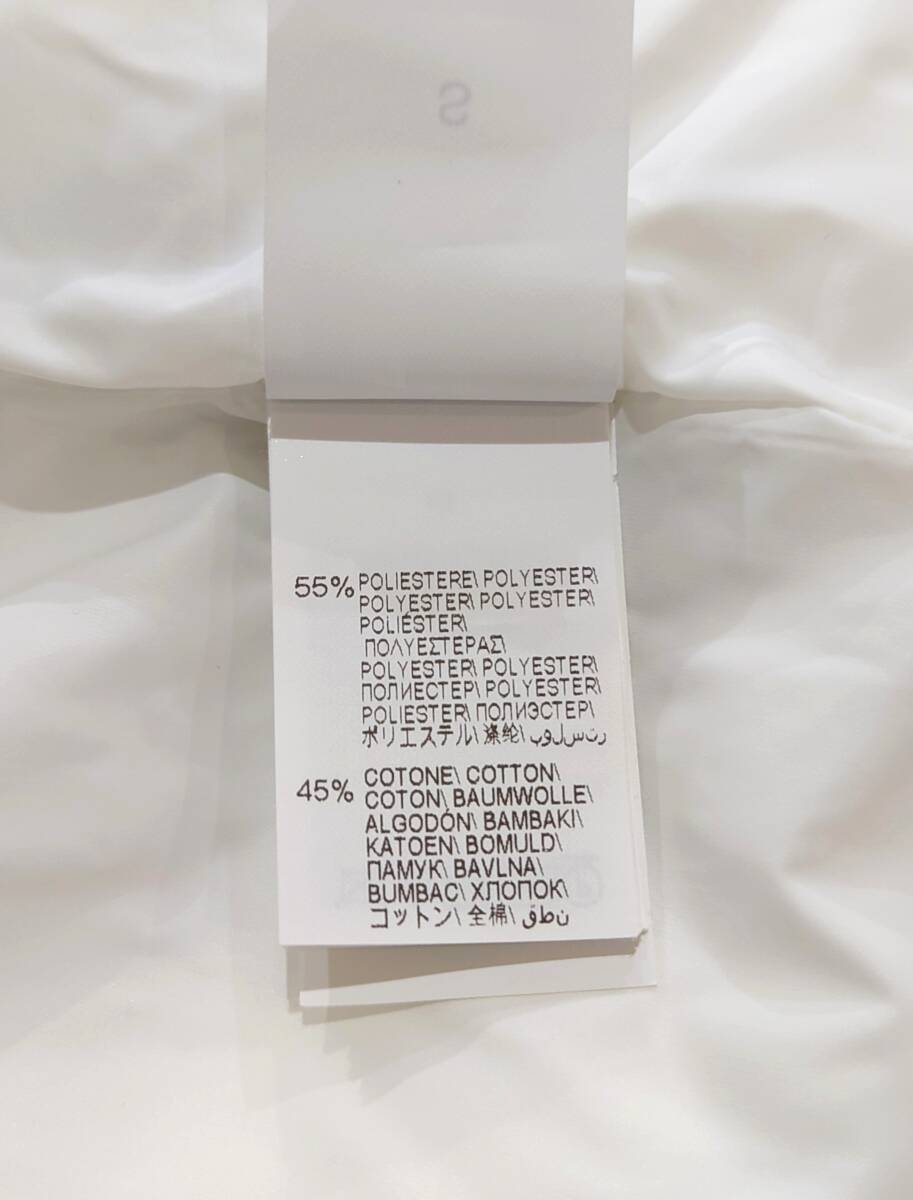 S
55% POLIESTERE\ POLYESTER\
POLYESTER\ POLYESTER\
POLIÉSTER\
ΠΟΛΥΕΣΤΕΡΑΣ\
POLYESTER\ POLYESTER\
ПОЛИЕСТЕР\ POLYESTER\
POLIESTER\ ПОЛИЭСТЕР\
ポリエステル\ 涤纶\ بولستر
45% COTONE\ COTTON\
COTON\ BAUMWOLLE\
ALGODÓN\ BAMBAKI\
KATOEN\ BOMULD\
ПАМУК\ BAVLNA\
BUMBAC\ ХЛОПОК\
コットン\ 全棉\ قطن